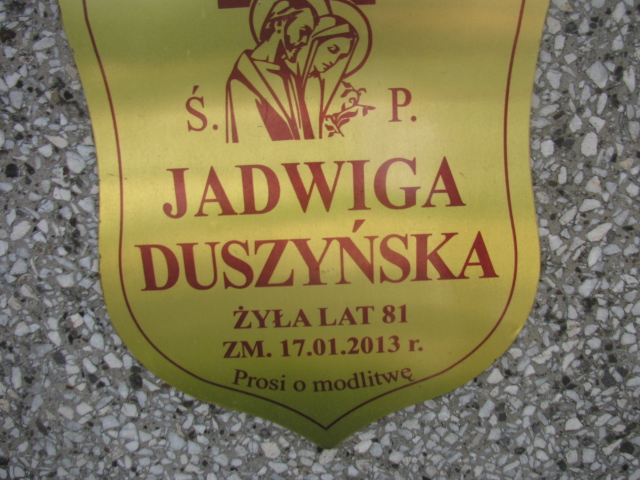 Ś. P.
JADWIGA
DUSZYŃSKA
ŻYŁA LAT 81
ZM. 17.01.2013 r.
Prosi o modlitwę